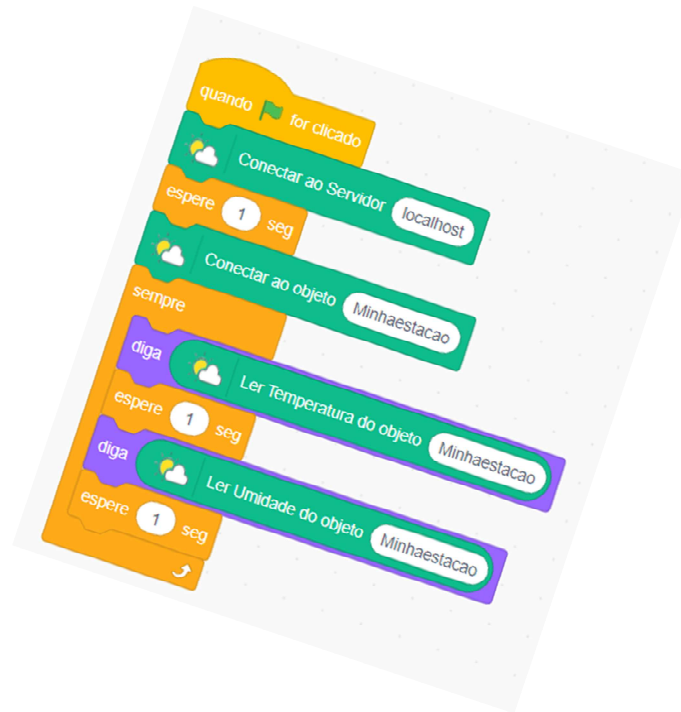 quando for clicado
Conectar ao Servidor localhost
espere 1 seg
Conectar ao objeto Minhaestacao
sempre
diga Ler Temperatura do objeto Minhaestacao
espere 1 seg
diga Ler Umidade do objeto Minhaestacao
espere 1 seg